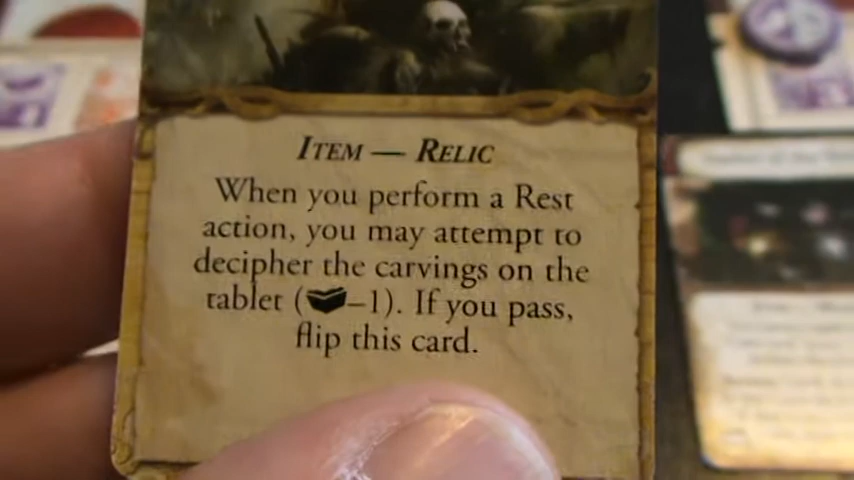 ITEM — RELIC
When you perform a Rest
action, you may attempt to
decipher the carvings on the
tablet (–1). If you pass,
flip this card.